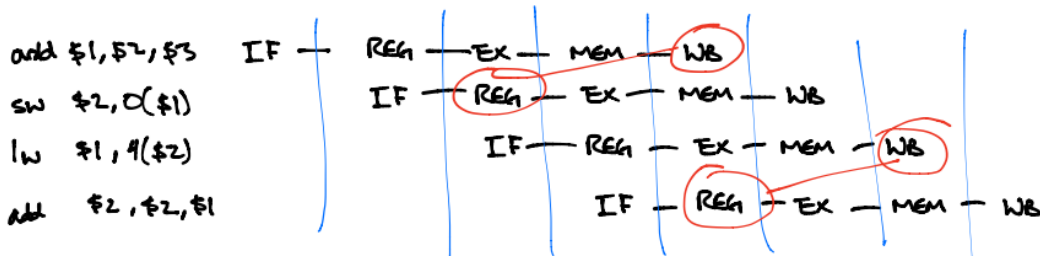 add $1, $2, $3 IF — REG — EX — MEM — WB
sw $2, 0($1) IF — REG — EX — MEM — WB
lw $1, 4($2) IF — REG — EX — MEM — WB
add $2, $2, $1 IF — REG — EX — MEM — WB